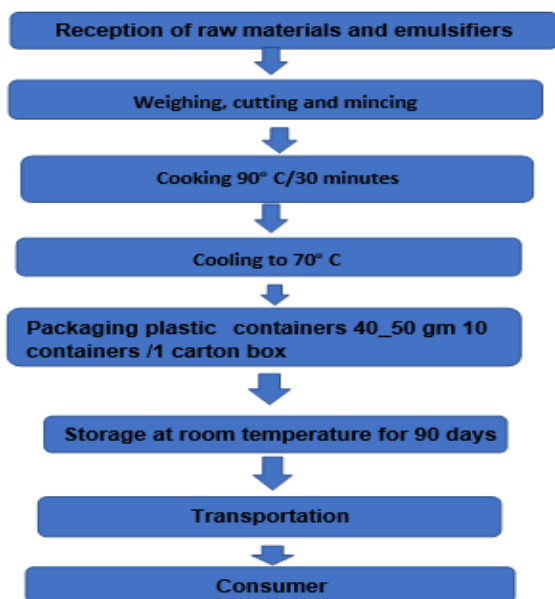 Reception of raw materials and emulsifiers
Weighing, cutting and mincing
Cooking 90° C/30 minutes
Cooling to 70° C
Packaging plastic containers 40_50 gm 10
containers /1 carton box
Storage at room temperature for 90 days
Transportation
Consumer